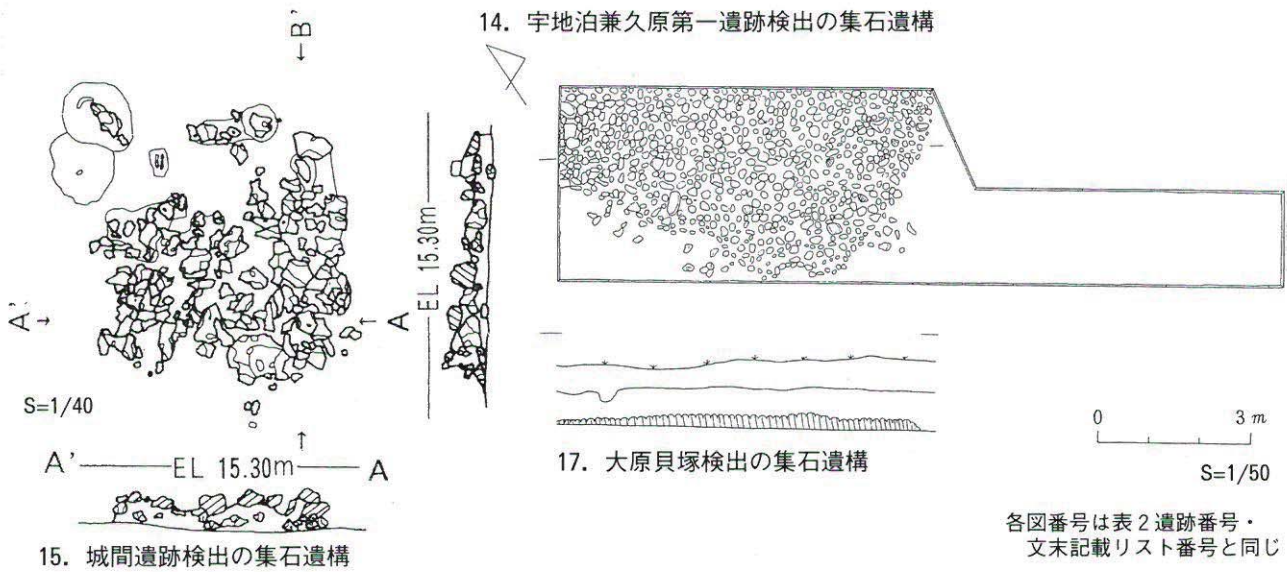 14. 宇地泊兼久原第一遺跡検出の集石遺構
B'
A'
A
EL 15.30m
S=1/40
A' EL 15.30m A
15. 城間遺跡検出の集石遺構
17. 大原貝塚検出の集石遺構
0 3 m
S=1/50
各図番号は表2遺跡番号・
文末記載リスト番号と同じ